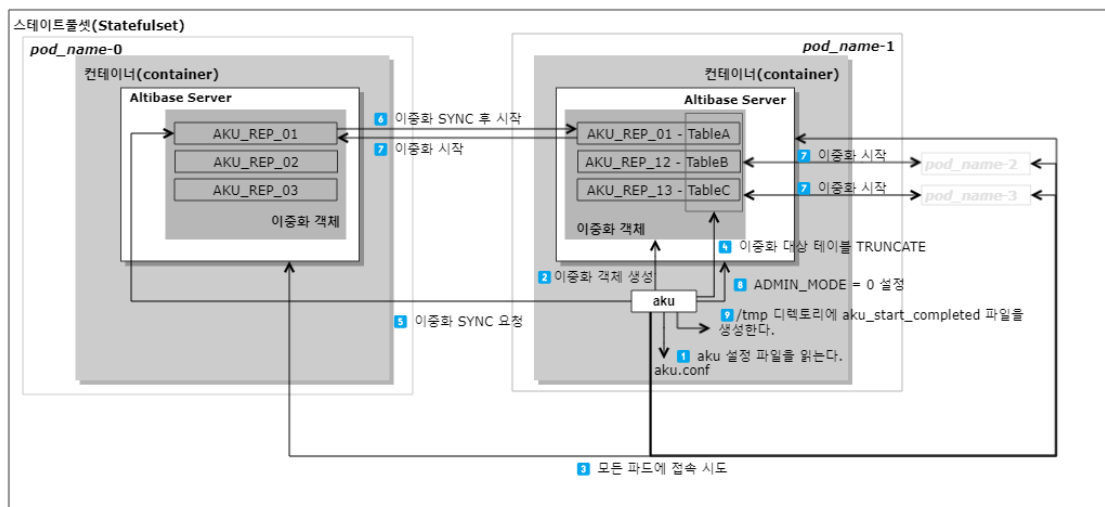 스테이트풀셋(Statefulset)
pod_name-0
컨테이너(container)
Altibase Server
AKU_REP_01
AKU_REP_02
AKU_REP_03
이중화 객체
6 이중화 SYNC 후 시작
7 이중화 시작
pod_name-1
컨테이너(container)
Altibase Server
AKU_REP_01 - TableA
AKU_REP_12 - TableB
AKU_REP_13 - TableC
이중화 객체
7 이중화 시작
pod_name-2
7 이중화 시작
pod_name-3
4 이중화 대상 테이블 TRUNCATE
2 이중화 객체 생성
8 ADMIN_MODE = 0 설정
aku
5 이중화 SYNC 요청
9 /tmp 디렉토리에 aku_start_completed 파일을
생성한다.
1 aku 설정 파일을 읽는다.
aku.conf
3 모든 파드에 접속 시도